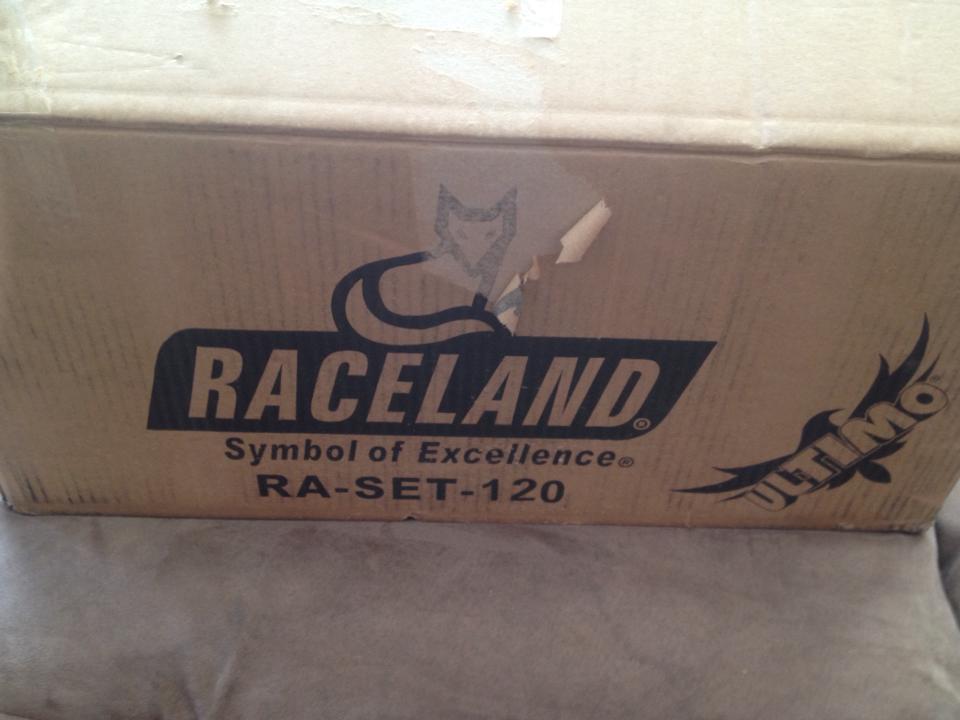 RACELAND®
Symbol of Excellence®
RA-SET-120
ULTIMO